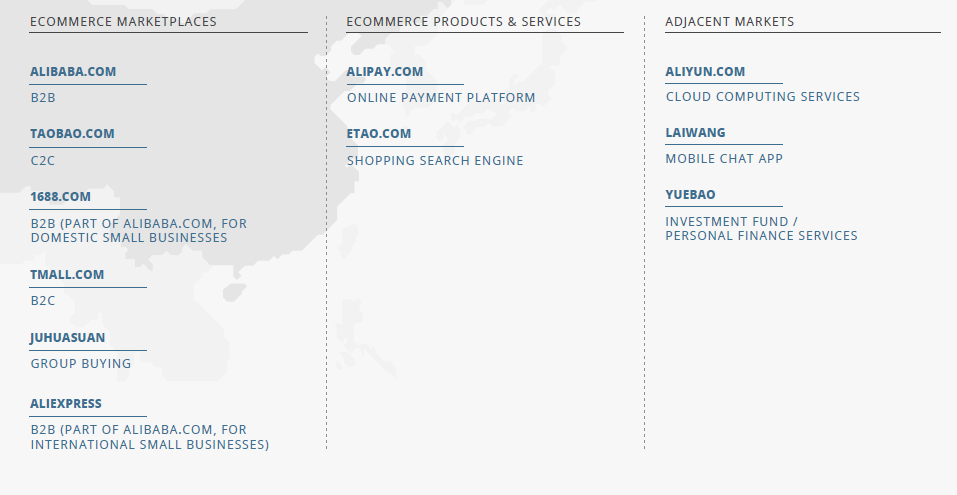 ECOMMERCE MARKETPLACES
ALIBABA.COM
B2B
TAOBAO.COM
C2C
1688.COM
B2B (PART OF ALIBABA.COM, FOR
DOMESTIC SMALL BUSINESSES
TMALL.COM
B2C
JUHUASUAN
GROUP BUYING
ALIEXPRESS
B2B (PART OF ALIBABA.COM, FOR
INTERNATIONAL SMALL BUSINESSES)
ECOMMERCE PRODUCTS & SERVICES
ALIPAY.COM
ONLINE PAYMENT PLATFORM
ETAO.COM
SHOPPING SEARCH ENGINE
ADJACENT MARKETS
ALIYUN.COM
CLOUD COMPUTING SERVICES
LAIWANG
MOBILE CHAT APP
YUEBAO
INVESTMENT FUND /
PERSONAL FINANCE SERVICES